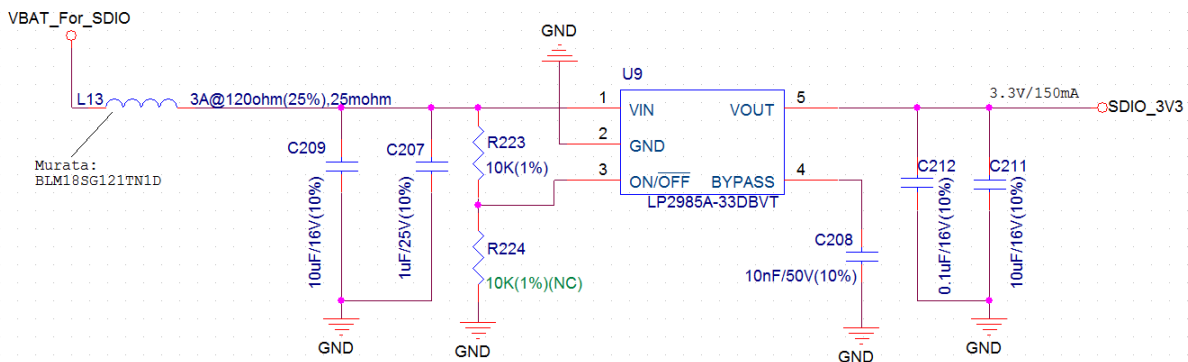 VBAT_For_SDIO
L13
3A@120ohm(25%),25mohm
Murata:
BLM18SG121TN1D
C209
10uF/16V(10%)
C207
1uF/25V(10%)
GND
R223
10K(1%)
R224
10K(1%)(NC)
GND
GND
U9
1
VIN
VOUT
5
2
GND
3
ON/OFF
BYPASS
4
LP2985A-33DBVT
C208
10nF/50V(10%)
GND
3.3V/150mA
SDIO_3V3
C212
0.1uF/16V(10%)
C211
10uF/16V(10%)
GND